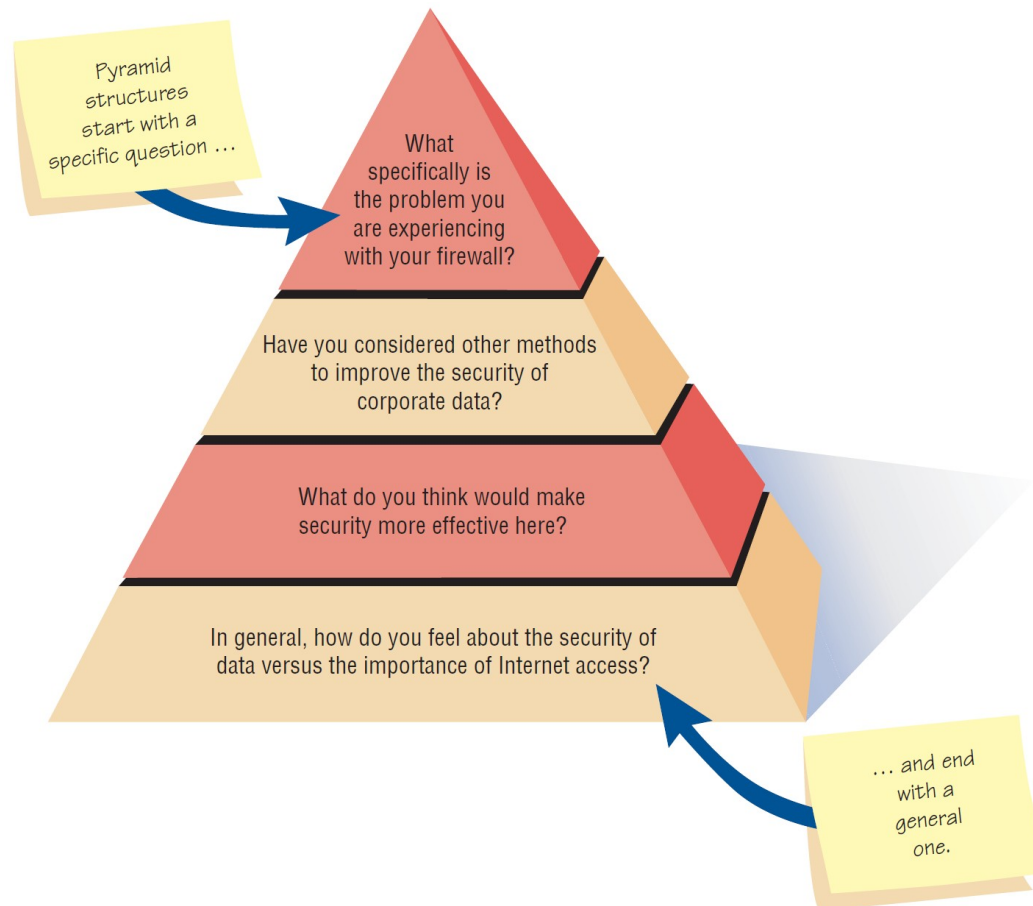 Pyramid
structures
start with a
specific question …
What
specifically is
the problem you
are experiencing
with your firewall?
Have you considered other methods
to improve the security of
corporate data?
What do you think would make
security more effective here?
In general, how do you feel about the security of
data versus the importance of Internet access?
… and end
with a
general
one.